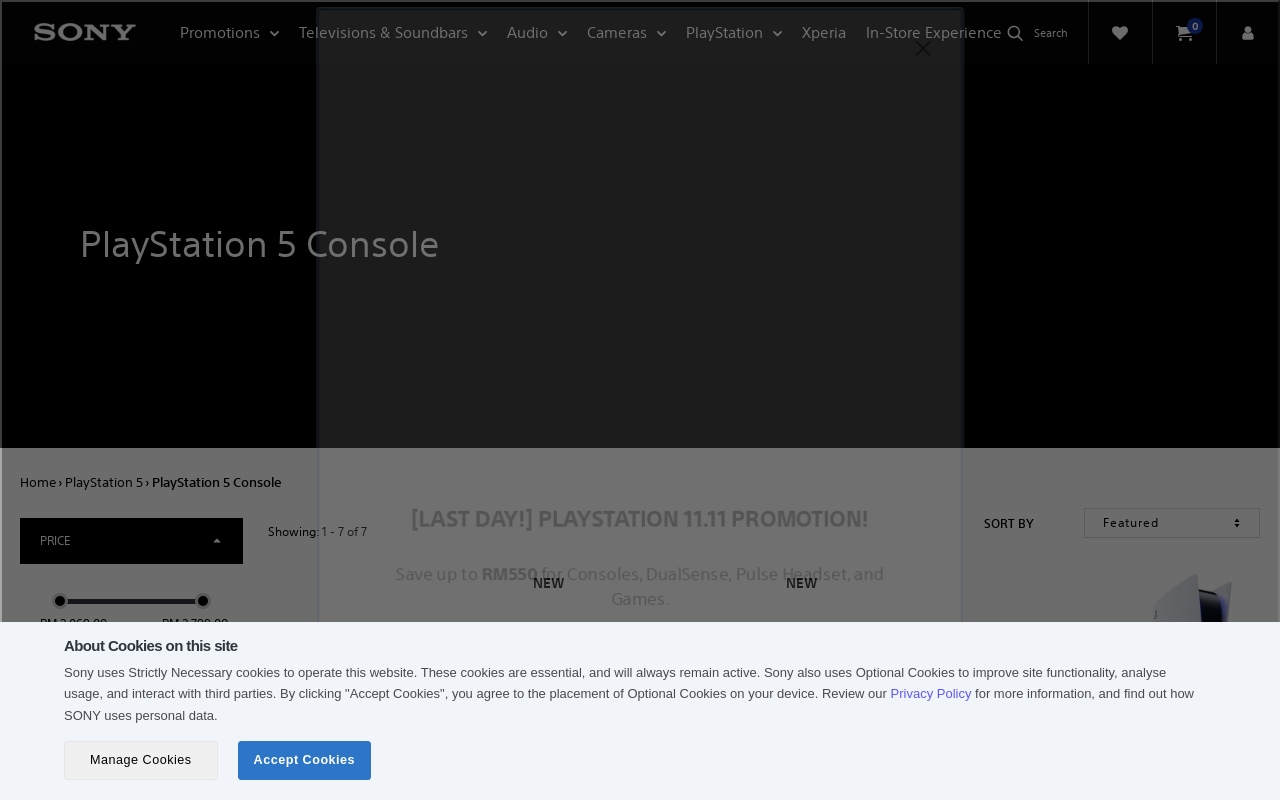 SONY
Promotions
Televisions & Soundbars
Audio
Cameras
PlayStation
Xperia
In-Store Experience
Search
0
PlayStation 5 Console
Home › PlayStation 5 › PlayStation 5 Console
PRICE
Showing: 1 - 7 of 7
[LAST DAY!] PLAYSTATION 11.11 PROMOTION!
SORT BY
Featured
Save up to RM550 for Consoles, DualSense, Pulse Headset, and
Games.
NEW
NEW
About Cookies on this site
Sony uses Strictly Necessary cookies to operate this website. These cookies are essential, and will always remain active. Sony also uses Optional Cookies to improve site functionality, analyse
usage, and interact with third parties. By clicking "Accept Cookies", you agree to the placement of Optional Cookies on your device. Review our Privacy Policy for more information, and find out how
SONY uses personal data.
Manage Cookies
Accept Cookies